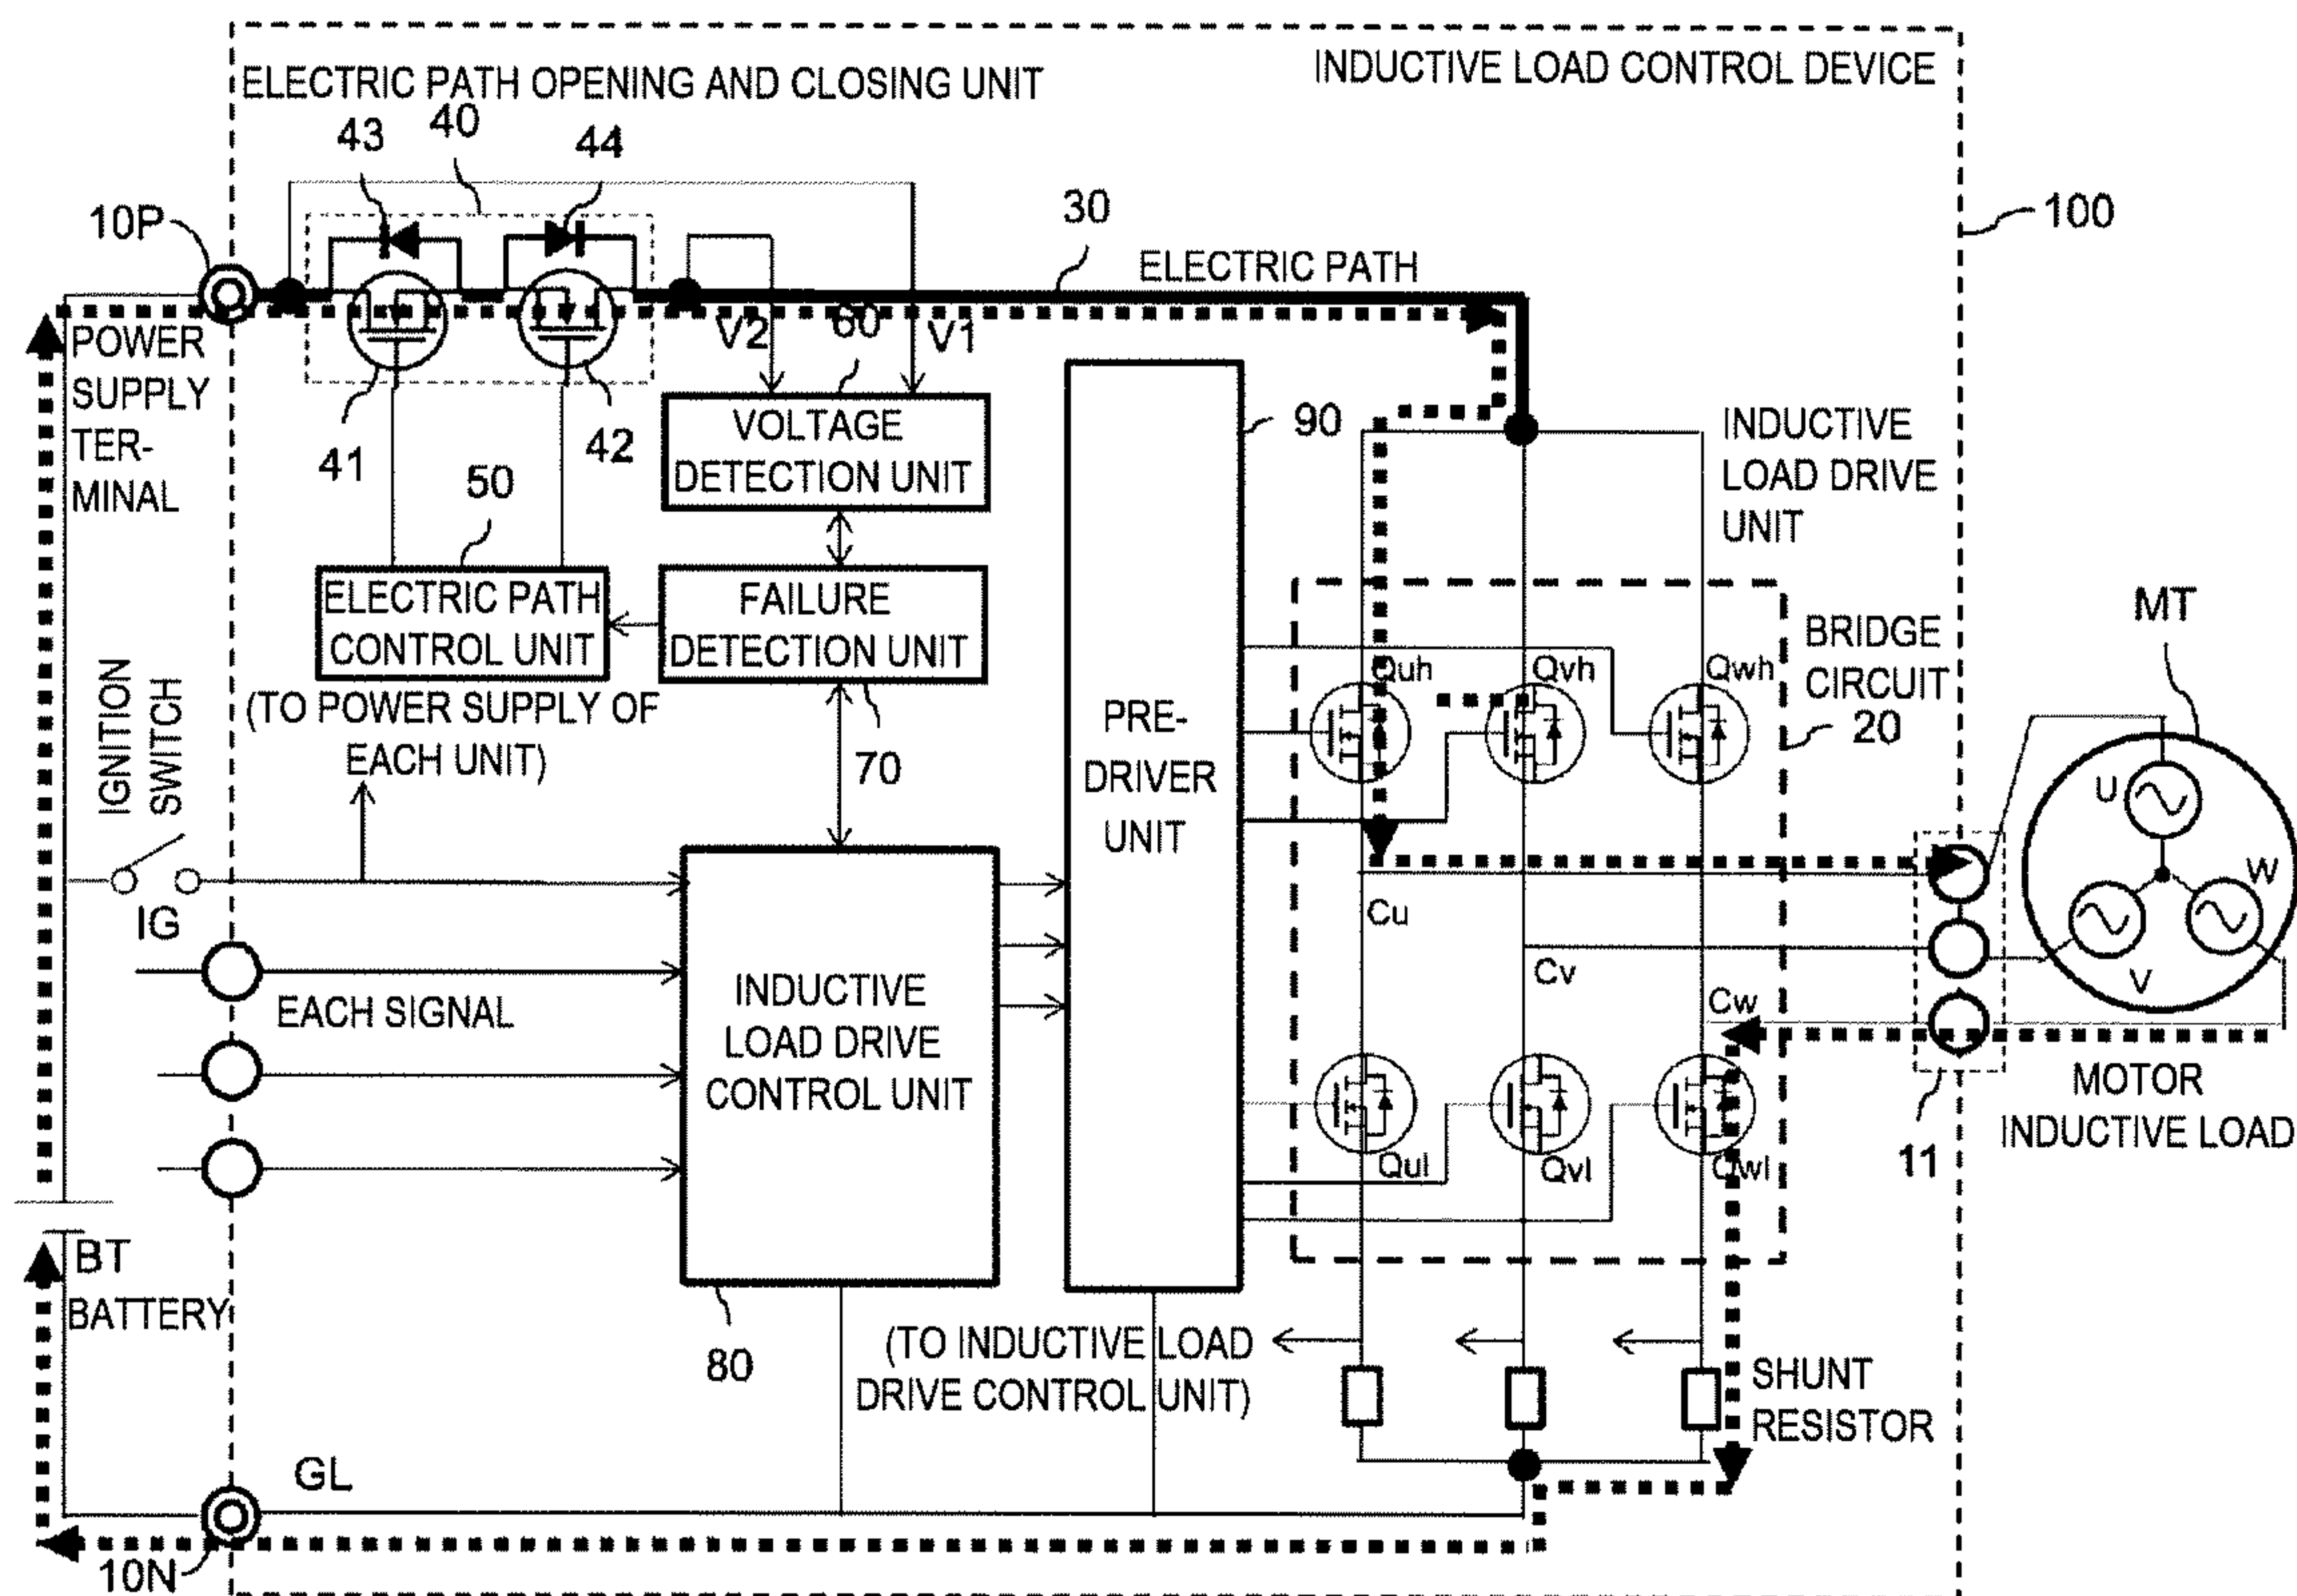 INDUCTIVE LOAD CONTROL DEVICE
ELECTRIC PATH OPENING AND CLOSING UNIT
40
43
44
10P
30
100
ELECTRIC PATH
POWER
SUPPLY
TER-
MINAL
V2
60
V1
41
42
VOLTAGE
DETECTION UNIT
90
INDUCTIVE
LOAD DRIVE
UNIT
50
ELECTRIC PATH
CONTROL UNIT
FAILURE
DETECTION UNIT
MT
BRIDGE
CIRCUIT
20
IGNITION
SWITCH
(TO POWER SUPPLY OF
EACH UNIT)
70
PRE-
DRIVER
UNIT
Quh
Qvh
Qwh
U
W
V
IG
EACH SIGNAL
INDUCTIVE
LOAD DRIVE
CONTROL UNIT
Cu
Cv
Cw
MOTOR
INDUCTIVE LOAD
11
Qul
Qvl
Qwl
BT
BATTERY
80
(TO INDUCTIVE LOAD
DRIVE CONTROL UNIT)
SHUNT
RESISTOR
GL
10N